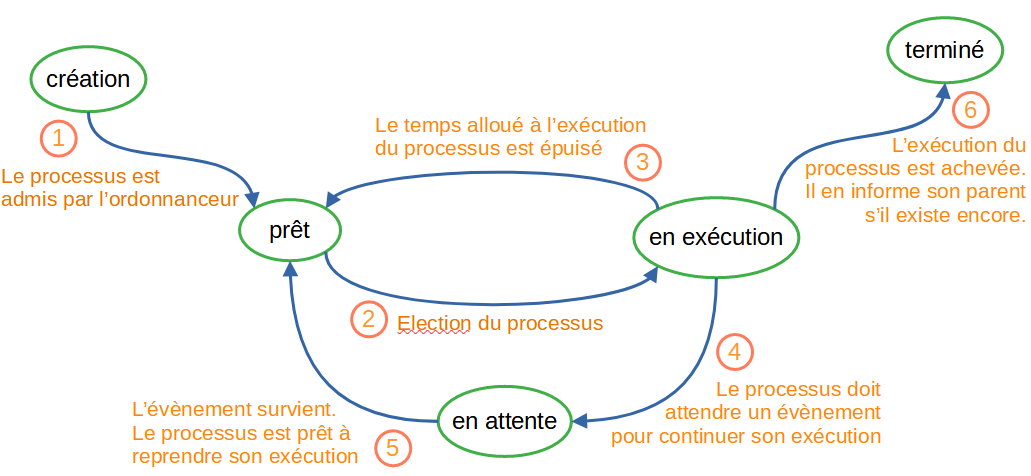 création
terminé
1
Le processus est
admis par l’ordonnanceur
Le temps alloué à l’exécution
du processus est épuisé
3
6
L’exécution du
processus est achevée.
Il en informe son parent
s’il existe encore.
prêt
en exécution
2
Election du processus
4
Le processus doit
attendre un évènement
pour continuer son exécution
en attente
L’évènement survient.
Le processus est prêt à
reprendre son exécution
5